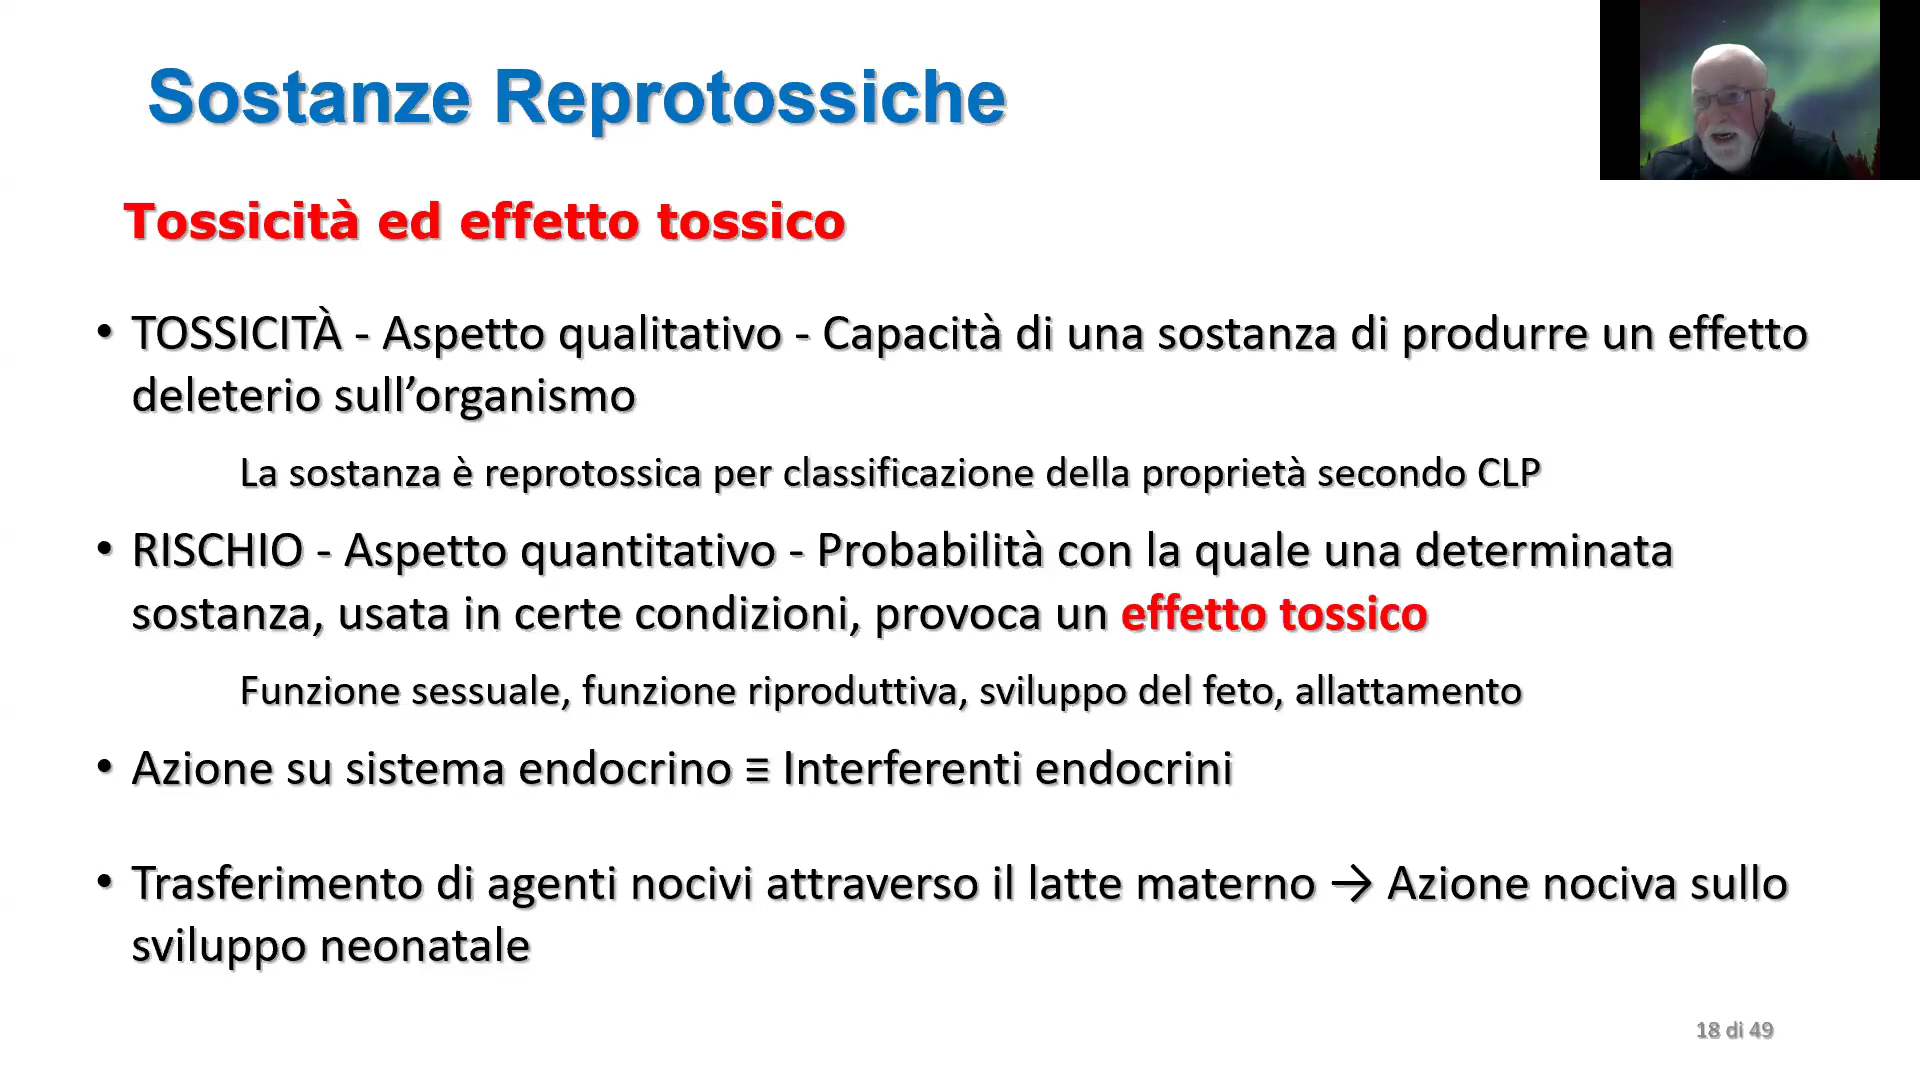 Sostanze Reprotossiche
Tossicità ed effetto tossico
• TOSSICITÀ - Aspetto qualitativo - Capacità di una sostanza di produrre un effetto
deleterio sull’organismo
La sostanza è reprotossica per classificazione della proprietà secondo CLP
• RISCHIO - Aspetto quantitativo - Probabilità con la quale una determinata
sostanza, usata in certe condizioni, provoca un effetto tossico
Funzione sessuale, funzione riproduttiva, sviluppo del feto, allattamento
• Azione su sistema endocrino ≡ Interferenti endocrini
• Trasferimento di agenti nocivi attraverso il latte materno → Azione nociva sullo
sviluppo neonatale
18 di 49